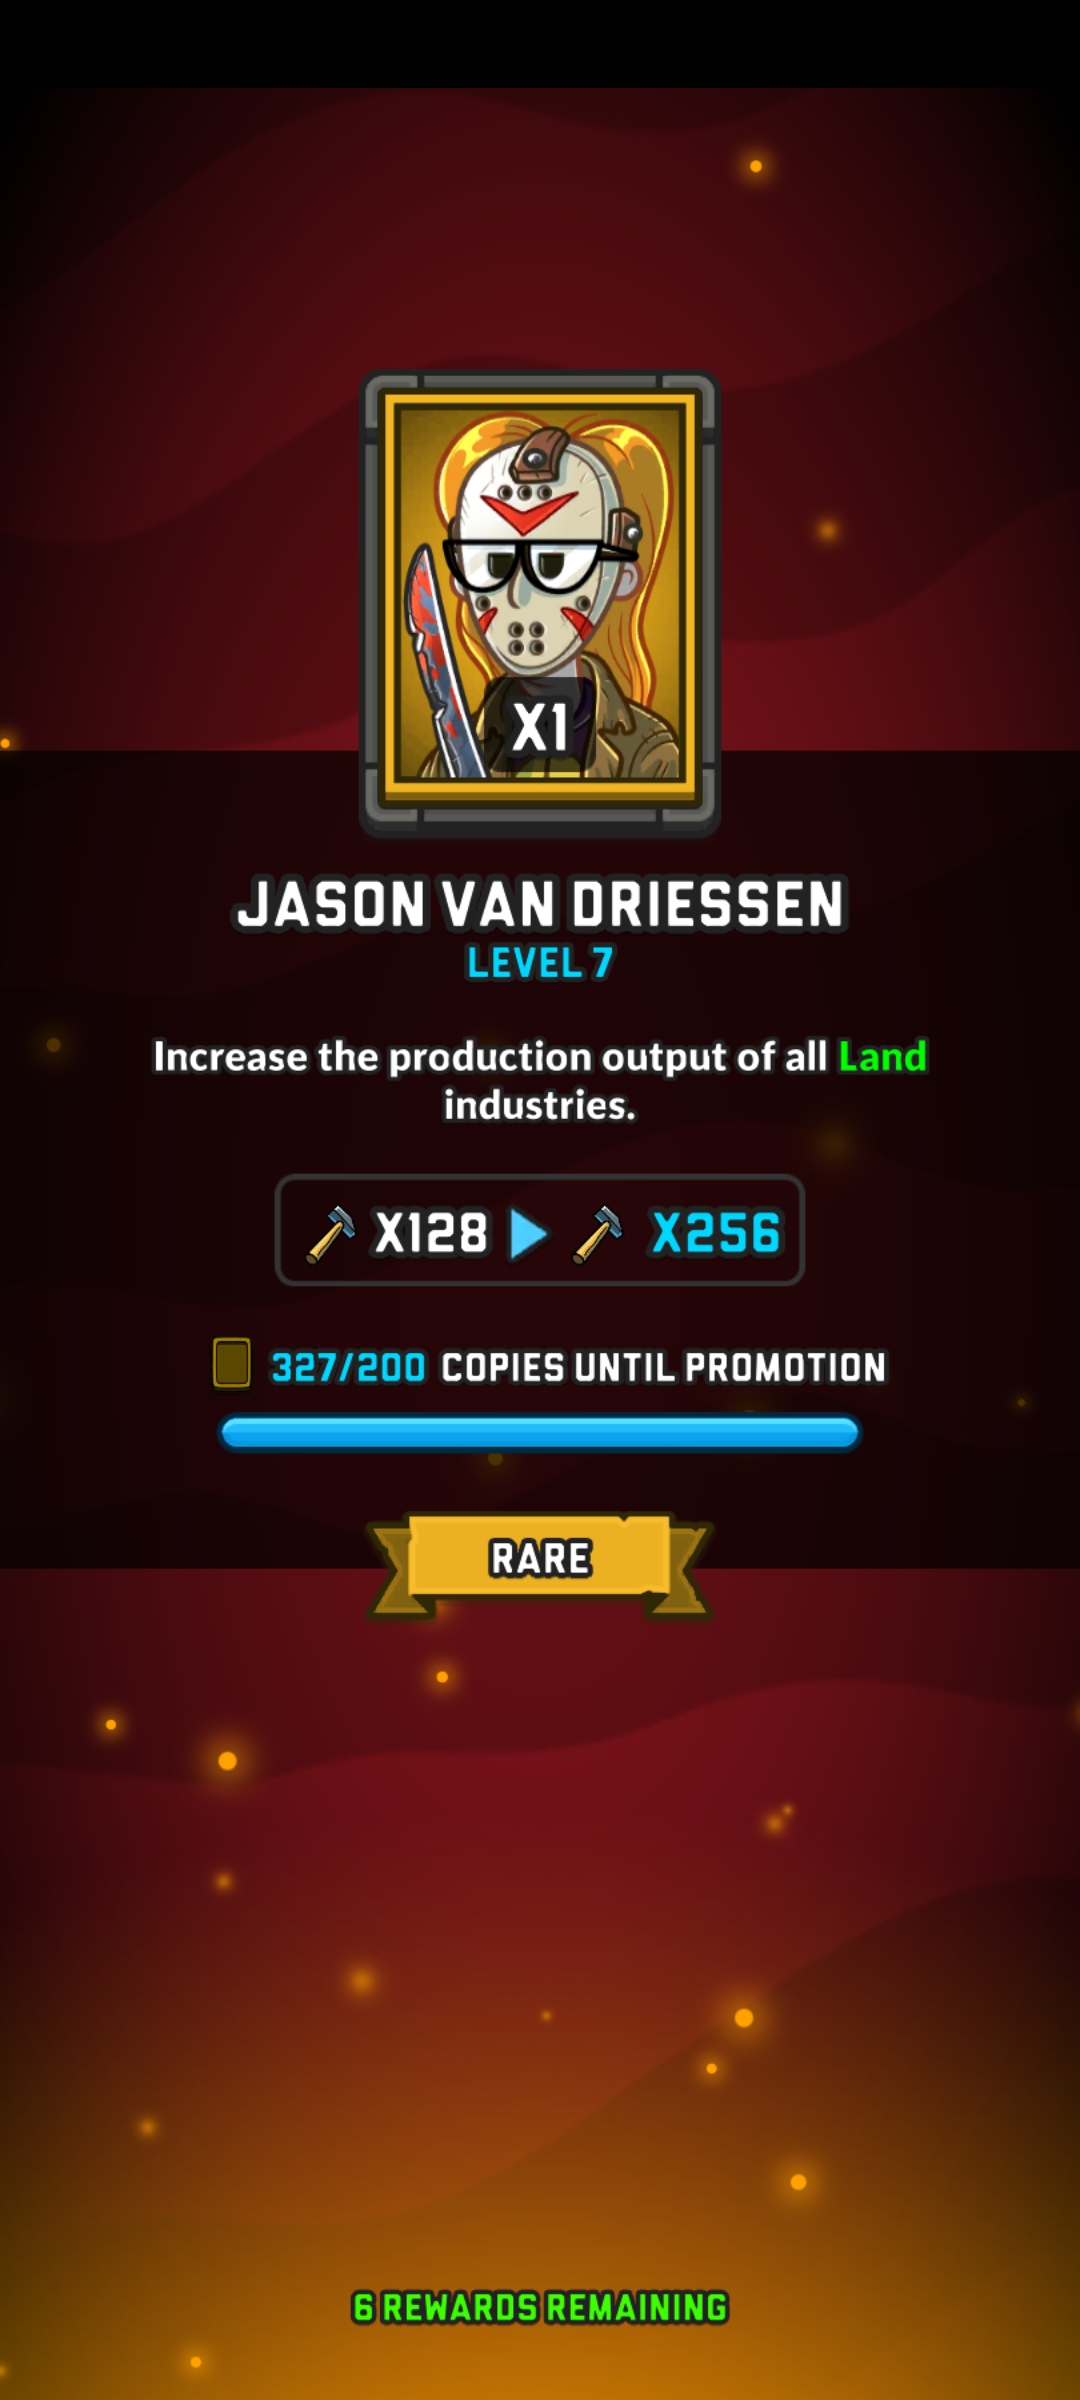 X1
JASON VAN DRIESSEN
LEVEL 7
Increase the production output of all Land
industries.
X128 X256
327/200 COPIES UNTIL PROMOTION
RARE
6 REWARDS REMAINING